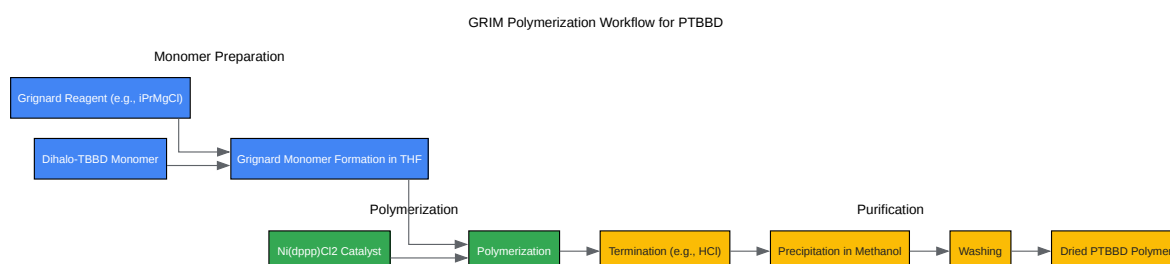 GRIM Polymerization Workflow for PTBBD
Monomer Preparation
Grignard Reagent (e.g., iPrMgCl)
Dihalo-TBBD Monomer
Grignard Monomer Formation in THF
Polymerization
Purification
Ni(dppp)Cl2 Catalyst
Polymerization
Termination (e.g., HCl)
Precipitation in Methanol
Washing
Dried PTBBD Polymer